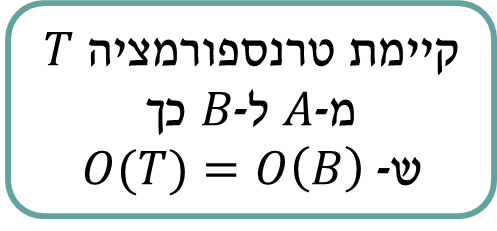 קיימת טרנספורמציה T
מ-A ל-B כך
ש- O(T) = O(B)